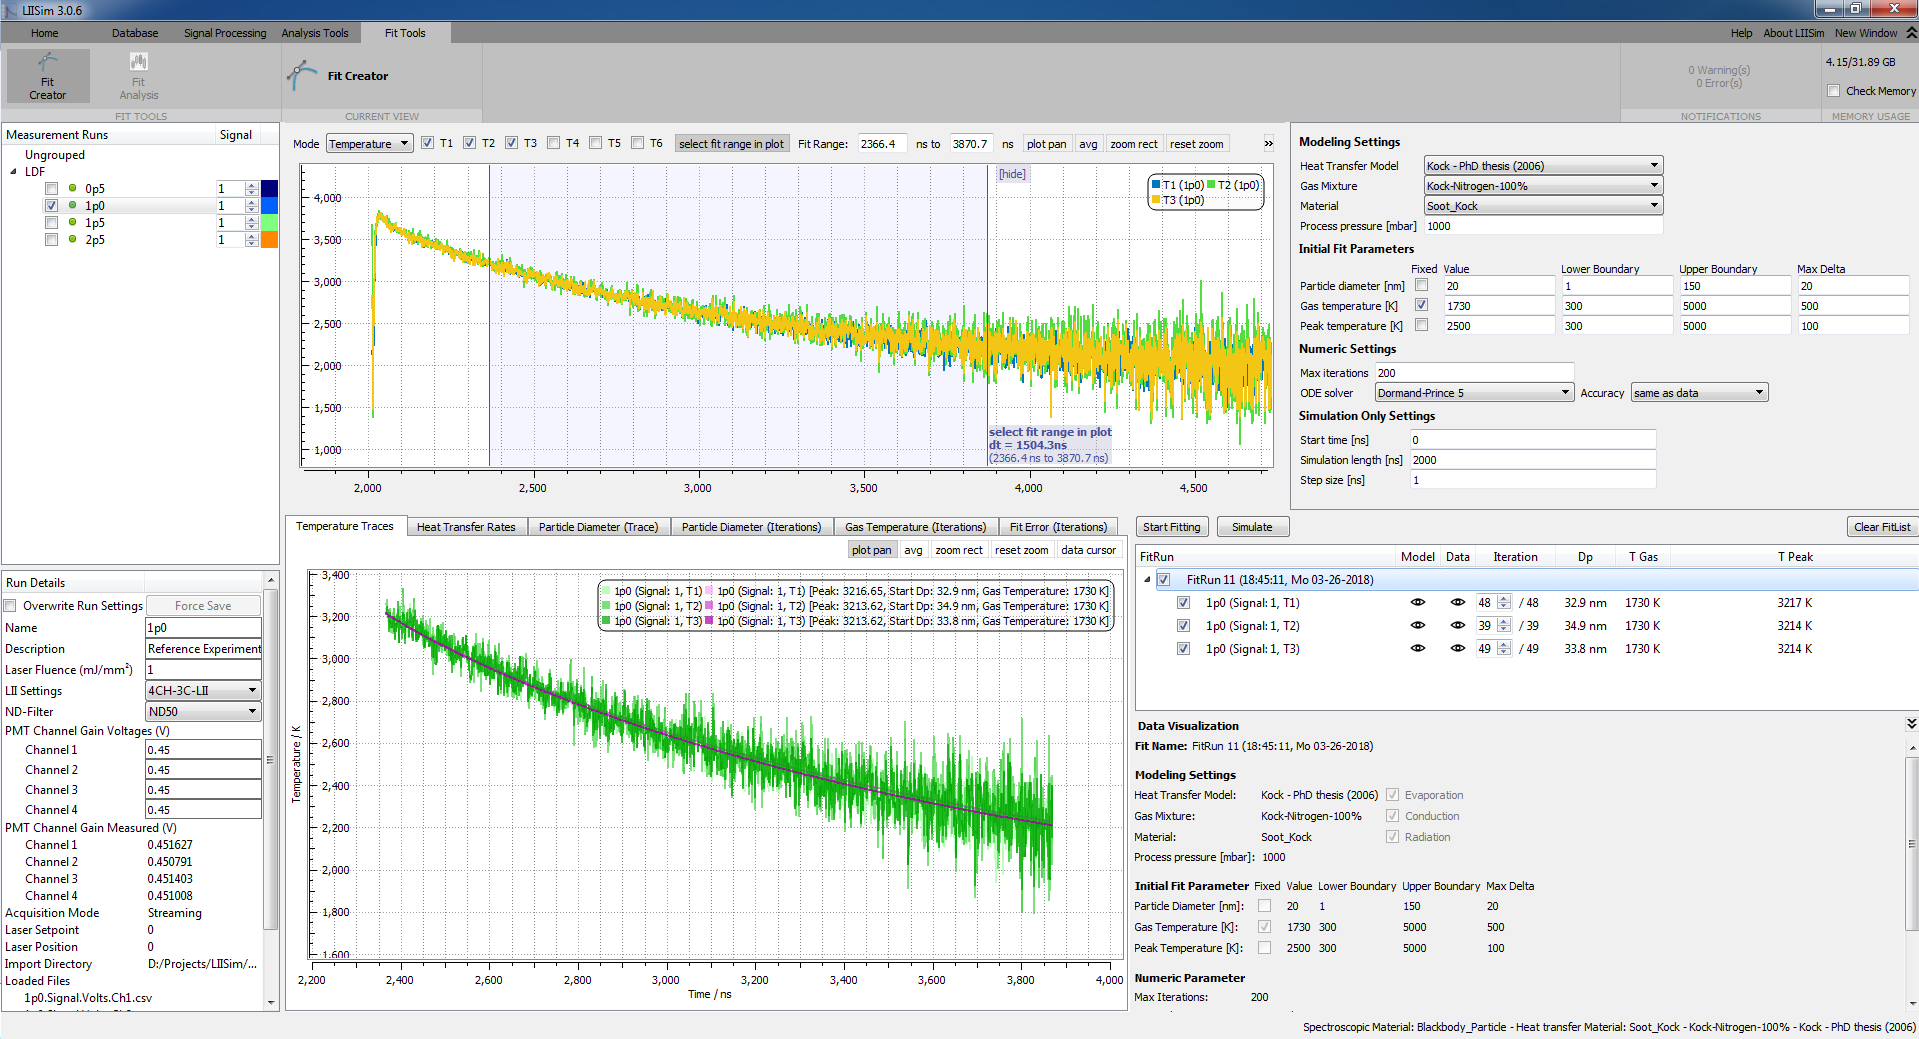 LIISim 3.0.6
Home Database Signal Processing Analysis Tools Fit Tools Help About LIISim New Window
Fit Creator
Fit Analysis
FIT TOOLS
Fit Creator
CURRENT VIEW
0 Warning(s)
0 Error(s)
NOTIFICATIONS
4.15/31.89 GB
Check Memory
MEMORY USAGE
Measurement Runs Signal
Ungrouped
LDF
0p5 1
1p0 1
1p5 1
2p5 1
Mode Temperature T1 T2 T3 T4 T5 T6 select fit range in plot Fit Range: 2366.4 ns to 3870.7 ns plot pan avg zoom rect reset zoom »
[hide]
T1 (1p0) T2 (1p0)
T3 (1p0)
4,000
3,500
3,000
2,500
2,000
1,500
1,000
select fit range in plot
dt = 1504.3ns
(2366.4 ns to 3870.7 ns)
2,000 2,500 3,000 3,500 4,000 4,500
Modeling Settings
Heat Transfer Model Kock - PhD thesis (2006)
Gas Mixture Kock-Nitrogen-100%
Material Soot_Kock
Process pressure [mbar] 1000
Initial Fit Parameters
Fixed Value Lower Boundary Upper Boundary Max Delta
Particle diameter [nm] 20 1 150 20
Gas temperature [K] 1730 300 5000 500
Peak temperature [K] 2500 300 5000 100
Numeric Settings
Max iterations 200
ODE solver Dormand-Prince 5 Accuracy same as data
Simulation Only Settings
Start time [ns] 0
Simulation length [ns] 2000
Step size [ns] 1
Run Details
Overwrite Run Settings Force Save
Name 1p0
Description Reference Experiment
Laser Fluence (mJ/mm²) 1
LII Settings 4CH-3C-LII
ND-Filter ND50
PMT Channel Gain Voltages (V)
Channel 1 0.45
Channel 2 0.45
Channel 3 0.45
Channel 4 0.45
PMT Channel Gain Measured (V)
Channel 1 0.451627
Channel 2 0.450791
Channel 3 0.451403
Channel 4 0.451008
Acquisition Mode Streaming
Laser Setpoint 0
Laser Position 0
Import Directory D:/Projects/LIISim/...
Loaded Files
1p0.Signal.Volts.Ch1.csv
Temperature Traces Heat Transfer Rates Particle Diameter (Trace) Particle Diameter (Iterations) Gas Temperature (Iterations) Fit Error (Iterations)
plot pan avg zoom rect reset zoom data cursor
1p0 (Signal: 1, T1) 1p0 (Signal: 1, T1) [Peak: 3216.65, Start Dp: 32.9 nm, Gas Temperature: 1730 K]
1p0 (Signal: 1, T2) 1p0 (Signal: 1, T2) [Peak: 3213.62, Start Dp: 34.9 nm, Gas Temperature: 1730 K]
1p0 (Signal: 1, T3) 1p0 (Signal: 1, T3) [Peak: 3213.62, Start Dp: 33.8 nm, Gas Temperature: 1730 K]
Temperature / K
3,400
3,200
3,000
2,800
2,600
2,400
2,200
2,000
1,800
1,600
2,200 2,400 2,600 2,800 3,000 3,200 3,400 3,600 3,800 4,000
Time / ns
Start Fitting Simulate Clear FitList
FitRun Model Data Iteration Dp T Gas T Peak
FitRun 11 (18:45:11, Mo 03-26-2018)
1p0 (Signal: 1, T1) 48 / 48 32.9 nm 1730 K 3217 K
1p0 (Signal: 1, T2) 39 / 39 34.9 nm 1730 K 3214 K
1p0 (Signal: 1, T3) 49 / 49 33.8 nm 1730 K 3214 K
Data Visualization
Fit Name: FitRun 11 (18:45:11, Mo 03-26-2018)
Modeling Settings
Heat Transfer Model: Kock - PhD thesis (2006) Evaporation
Gas Mixture: Kock-Nitrogen-100% Conduction
Material: Soot_Kock Radiation
Process pressure [mbar]: 1000
Initial Fit Parameter Fixed Value Lower Boundary Upper Boundary Max Delta
Particle Diameter [nm]: 20 1 150 20
Gas Temperature [K]: 1730 300 5000 500
Peak Temperature [K]: 2500 300 5000 100
Numeric Parameter
Max Iterations: 200
Spectroscopic Material: Blackbody_Particle - Heat transfer Material: Soot_Kock - Kock-Nitrogen-100% - Kock - PhD thesis (2006)